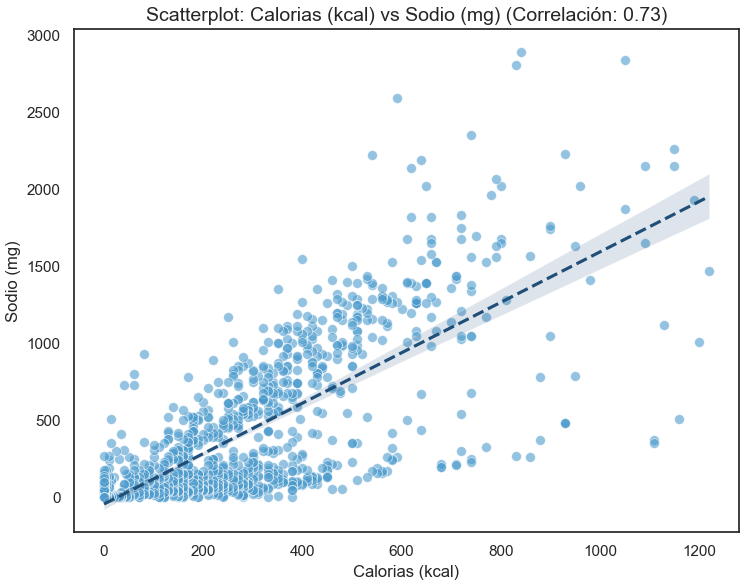 Scatterplot: Calorias (kcal) vs Sodio (mg) (Correlación: 0.73)
3000
2500
2000
1500
1000
500
0
Sodio (mg)
0 200 400 600 800 1000 1200
Calorias (kcal)